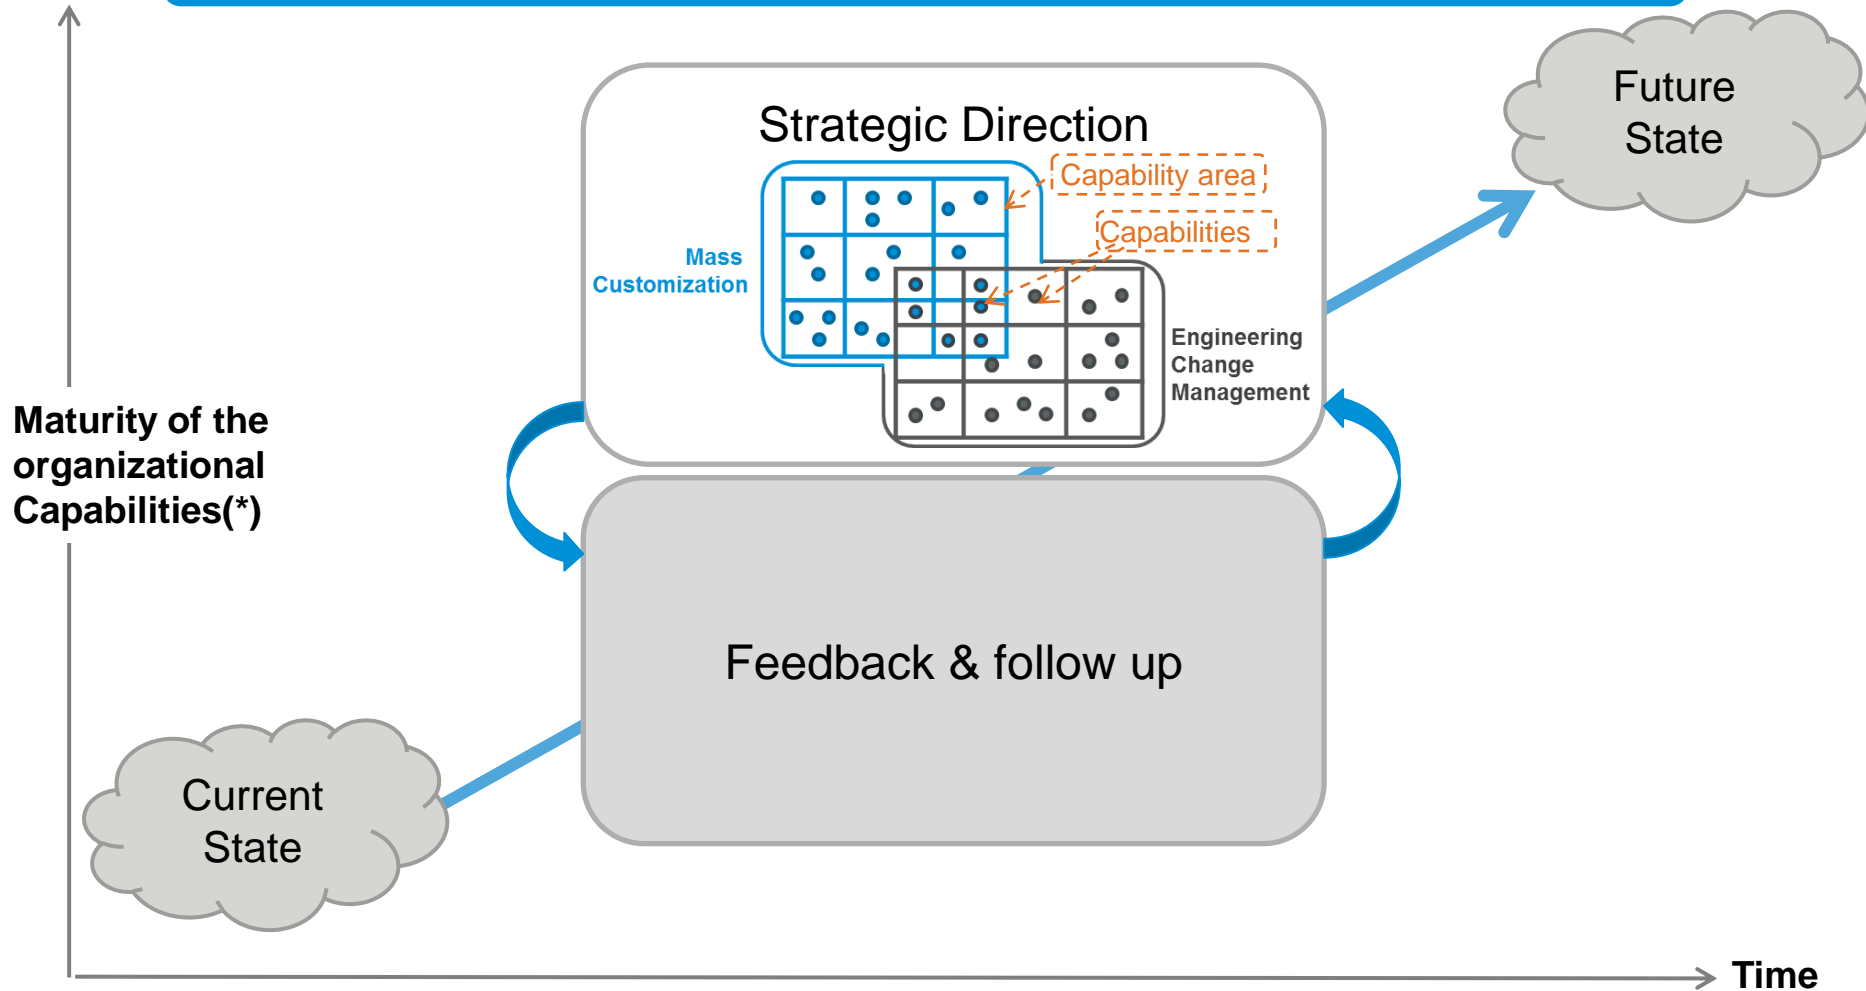 Future
State
Strategic Direction
Capability area
Capabilities
Mass
Customization
Engineering
Change
Management
Maturity of the
organizational
Capabilities(*)
Feedback & follow up
Current
State
Time